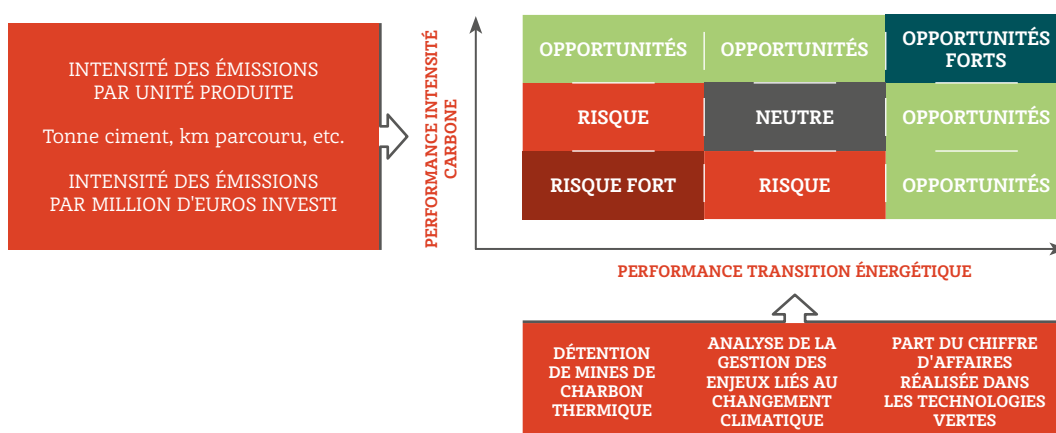 INTENSITÉ DES ÉMISSIONS
PAR UNITÉ PRODUITE
Tonne ciment, km parcouru, etc.
INTENSITÉ DES ÉMISSIONS
PAR MILLION D'EUROS INVESTI
PERFORMANCE INTENSITÉ
CARBONE
OPPORTUNITÉS
OPPORTUNITÉS
OPPORTUNITÉS
FORTS
RISQUE
NEUTRE
OPPORTUNITÉS
RISQUE FORT
RISQUE
OPPORTUNITÉS
PERFORMANCE TRANSITION ÉNERGÉTIQUE
DÉTENTION
DE MINES DE
CHARBON
THERMIQUE
ANALYSE DE LA
GESTION DES
ENJEUX LIÉS AU
CHANGEMENT
CLIMATIQUE
PART DU CHIFFRE
D'AFFAIRES
RÉALISÉE DANS
LES TECHNOLOGIES
VERTES